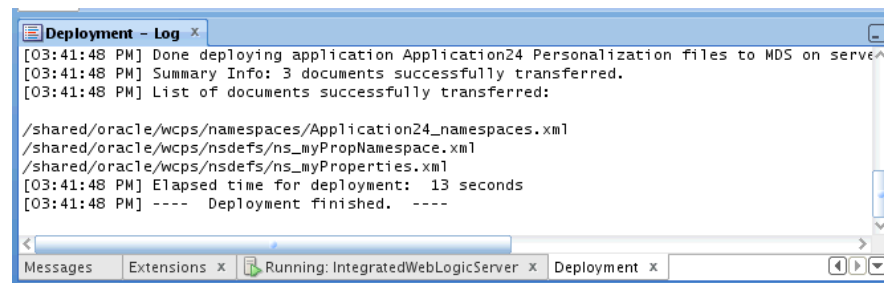 Deployment - Log x
[03:41:48 PM] Done deploying application Application24 Personalization files to MDS on serve
[03:41:48 PM] Summary Info: 3 documents successfully transferred.
[03:41:48 PM] List of documents successfully transferred:
/shared/oracle/wcps/namespaces/Application24_namespaces.xml
/shared/oracle/wcps/nsdefs/ns_myPropNamespace.xml
/shared/oracle/wcps/nsdefs/ns_myProperties.xml
[03:41:48 PM] Elapsed time for deployment:  13 seconds
[03:41:48 PM] ----  Deployment finished.  ----
Messages Extensions x Running: IntegratedWebLogicServer x Deployment x